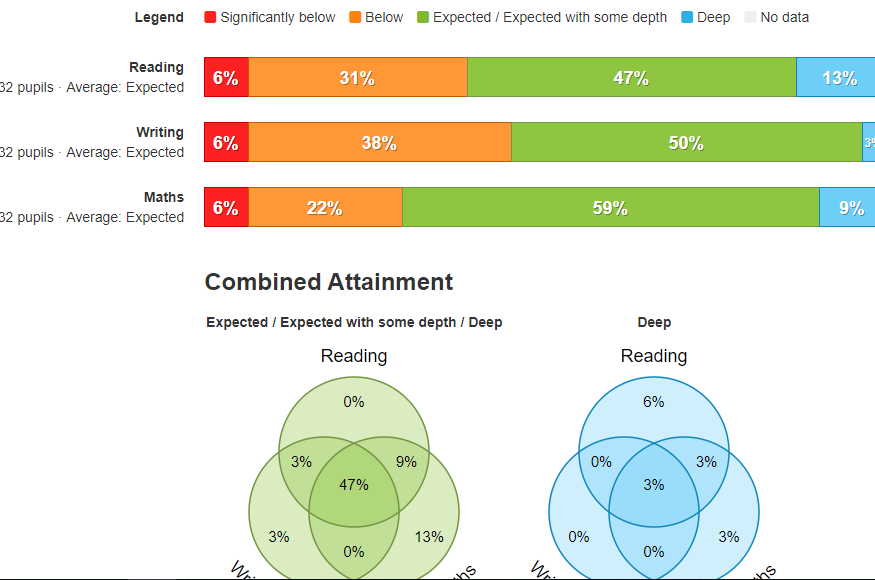 Legend Significantly below Below Expected / Expected with some depth Deep No data
Reading
32 pupils · Average: Expected
6% 31% 47% 13%
Writing
32 pupils · Average: Expected
6% 38% 50% 3%
Maths
32 pupils · Average: Expected
6% 22% 59% 9%
Combined Attainment
Expected / Expected with some depth / Deep
Reading
0%
3% 9%
47%
3% 13%
0%
Deep
Reading
6%
0% 3%
3%
0% 3%
0%